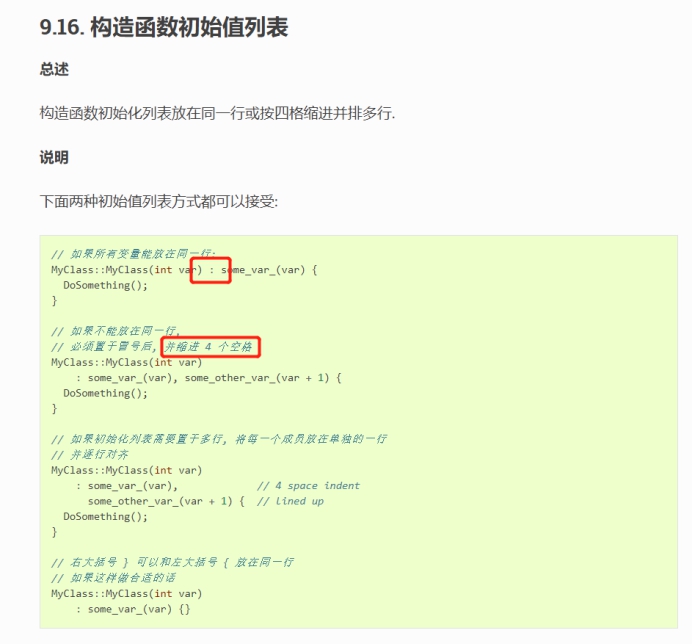 9.16. 构造函数初始值列表
总述
构造函数初始化列表放在同一行或按四格缩进并排多行.
说明
下面两种初始值列表方式都可以接受:
// 如果所有变量能放在同一行:
MyClass::MyClass(int var) : some_var_(var) {
  DoSomething();
}
// 如果不能放在同一行,
// 必须置于冒号后, 并缩进 4 个空格
MyClass::MyClass(int var)
    : some_var_(var), some_other_var_(var + 1) {
  DoSomething();
}
// 如果初始化列表需要置于多行, 将每一个成员放在单独的一行
// 并逐行对齐
MyClass::MyClass(int var)
    : some_var_(var),             // 4 space indent
      some_other_var_(var + 1) {  // lined up
  DoSomething();
}
// 右大括号 } 可以和左大括号 { 放在同一行
// 如果这样做合适的话
MyClass::MyClass(int var)
    : some_var_(var) {}